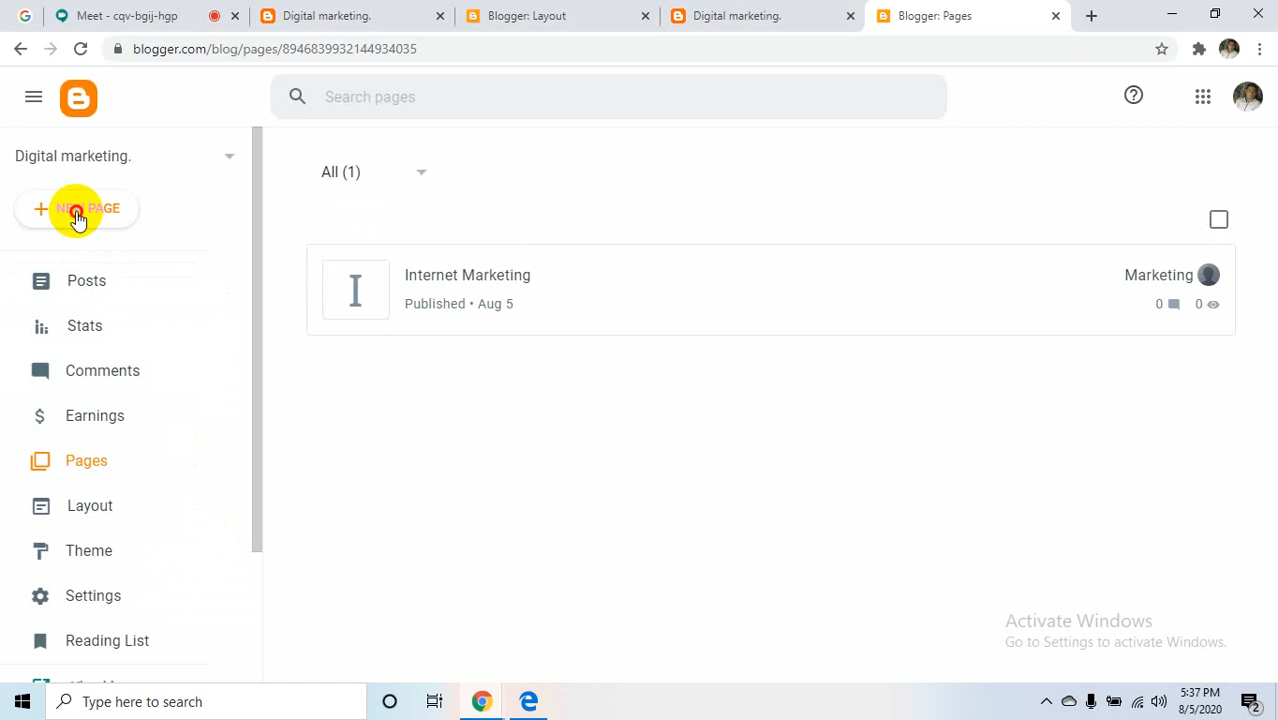 Meet - cqv-bgij-hgp
Digital marketing.
Blogger: Layout
Digital marketing.
Blogger: Pages
blogger.com/blog/pages/8946839932144934035
Search pages
Digital marketing.
All (1)
NEW PAGE
Posts
Internet Marketing
Marketing
I
Published • Aug 5
0
0
Stats
Comments
Earnings
Pages
Layout
Theme
Settings
Reading List
Activate Windows
Go to Settings to activate Windows.
Type here to search
5:37 PM
8/5/2020
2